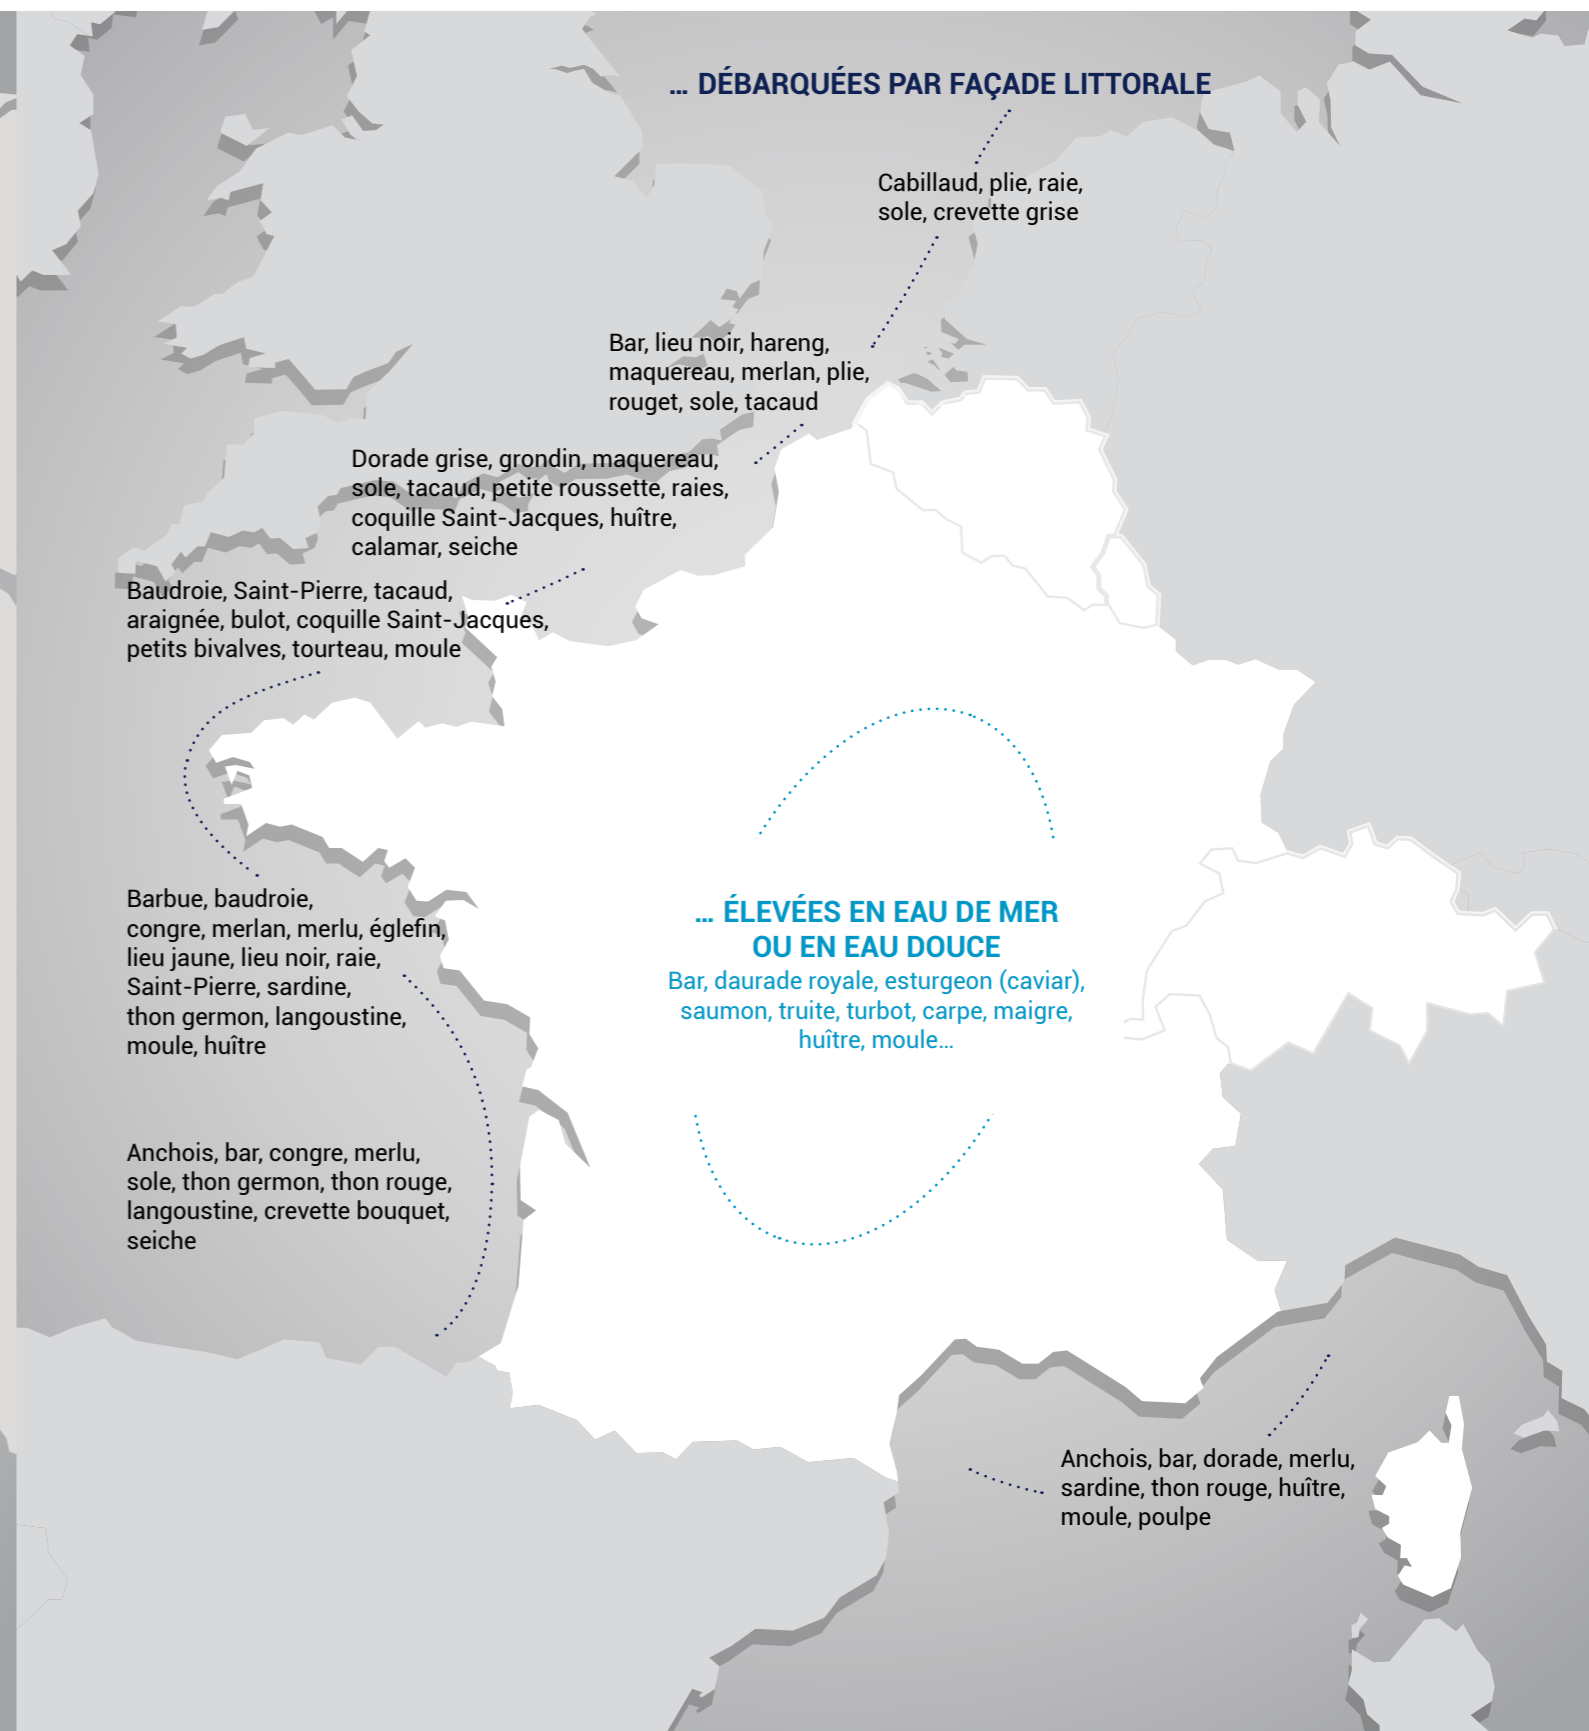 ... DÉBARQUÉES PAR FAÇADE LITTORALE
Cabillaud, plie, raie,
sole, crevette grise
Bar, lieu noir, hareng,
maquereau, merlan, plie,
rouget, sole, tacaud
Dorade grise, grondin, maquereau,
sole, tacaud, petite roussette, raies,
coquille Saint-Jacques, huître,
calamar, seiche
Baudroie, Saint-Pierre, tacaud,
araignée, bulot, coquille Saint-Jacques,
petits bivalves, tourteau, moule
Barbue, baudroie,
congre, merlan, merlu, églefin,
lieu jaune, lieu noir, raie,
Saint-Pierre, sardine,
thon germon, langoustine,
moule, huître
Anchois, bar, congre, merlu,
sole, thon germon, thon rouge,
langoustine, crevette bouquet,
seiche
... ÉLEVÉES EN EAU DE MER
OU EN EAU DOUCE
Bar, daurade royale, esturgeon (caviar),
saumon, truite, turbot, carpe, maigre,
huître, moule...
Anchois, bar, dorade, merlu,
sardine, thon rouge, huître,
moule, poulpe